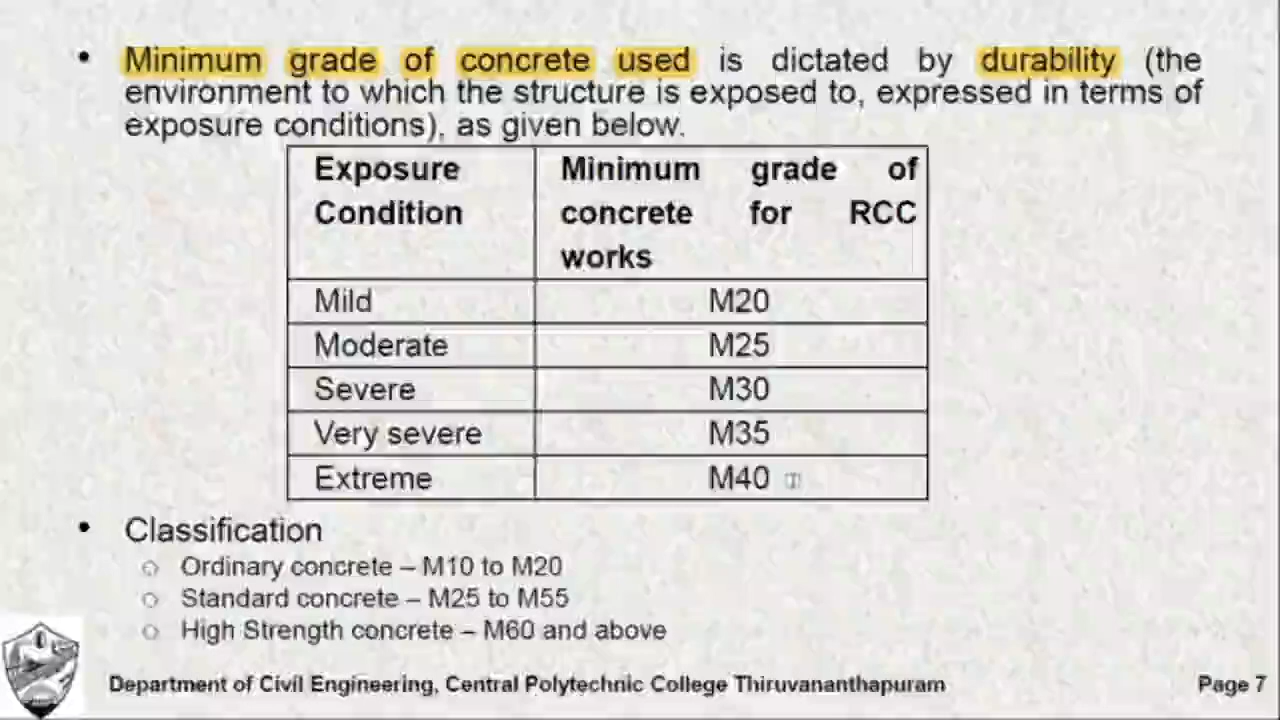 • Minimum grade of concrete used is dictated by durability (the
environment to which the structure is exposed to, expressed in terms of
exposure conditions), as given below.
Exposure Condition
Minimum grade of concrete for RCC works
Mild M20
Moderate M25
Severe M30
Very severe M35
Extreme M40
• Classification
o Ordinary concrete – M10 to M20
o Standard concrete – M25 to M55
o High Strength concrete – M60 and above
Department of Civil Engineering, Central Polytechnic College Thiruvananthapuram Page 7